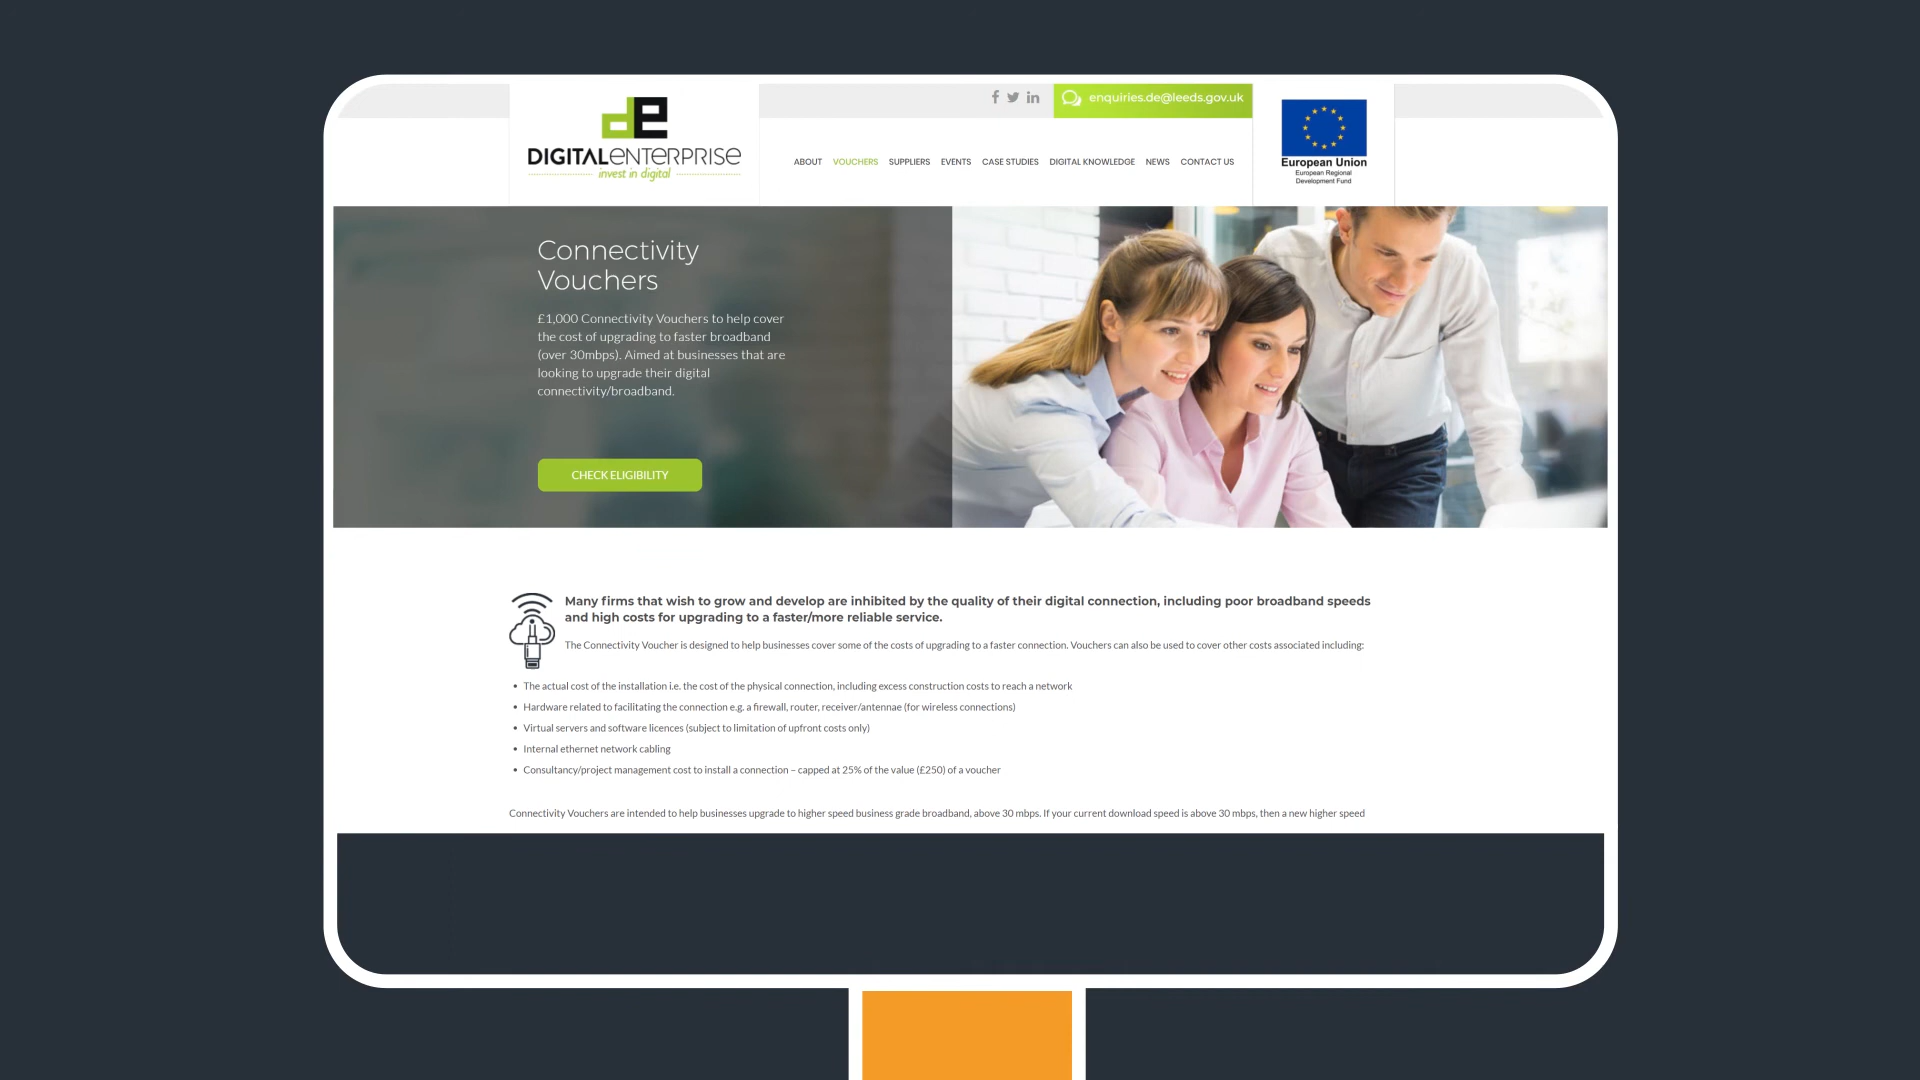 enquiries.de@leeds.gov.uk
de
DIGITALENTERPRISE
invest in digital
ABOUT VOUCHERS SUPPLIERS EVENTS CASE STUDIES DIGITAL KNOWLEDGE NEWS CONTACT US
European Union
European Regional
Development Fund
Connectivity
Vouchers
£1,000 Connectivity Vouchers to help cover
the cost of upgrading to faster broadband
(over 30mbps). Aimed at businesses that are
looking to upgrade their digital
connectivity/broadband.
CHECK ELIGIBILITY
Many firms that wish to grow and develop are inhibited by the quality of their digital connection, including poor broadband speeds
and high costs for upgrading to a faster/more reliable service.
The Connectivity Voucher is designed to help businesses cover some of the costs of upgrading to a faster connection. Vouchers can also be used to cover other costs associated including:
• The actual cost of the installation i.e. the cost of the physical connection, including excess construction costs to reach a network
• Hardware related to facilitating the connection e.g. a firewall, router, receiver/antennae (for wireless connections)
• Virtual servers and software licences (subject to limitation of upfront costs only)
• Internal ethernet network cabling
• Consultancy/project management cost to install a connection – capped at 25% of the value (£250) of a voucher
Connectivity Vouchers are intended to help businesses upgrade to higher speed business grade broadband, above 30 mbps. If your current download speed is above 30 mbps, then a new higher speed